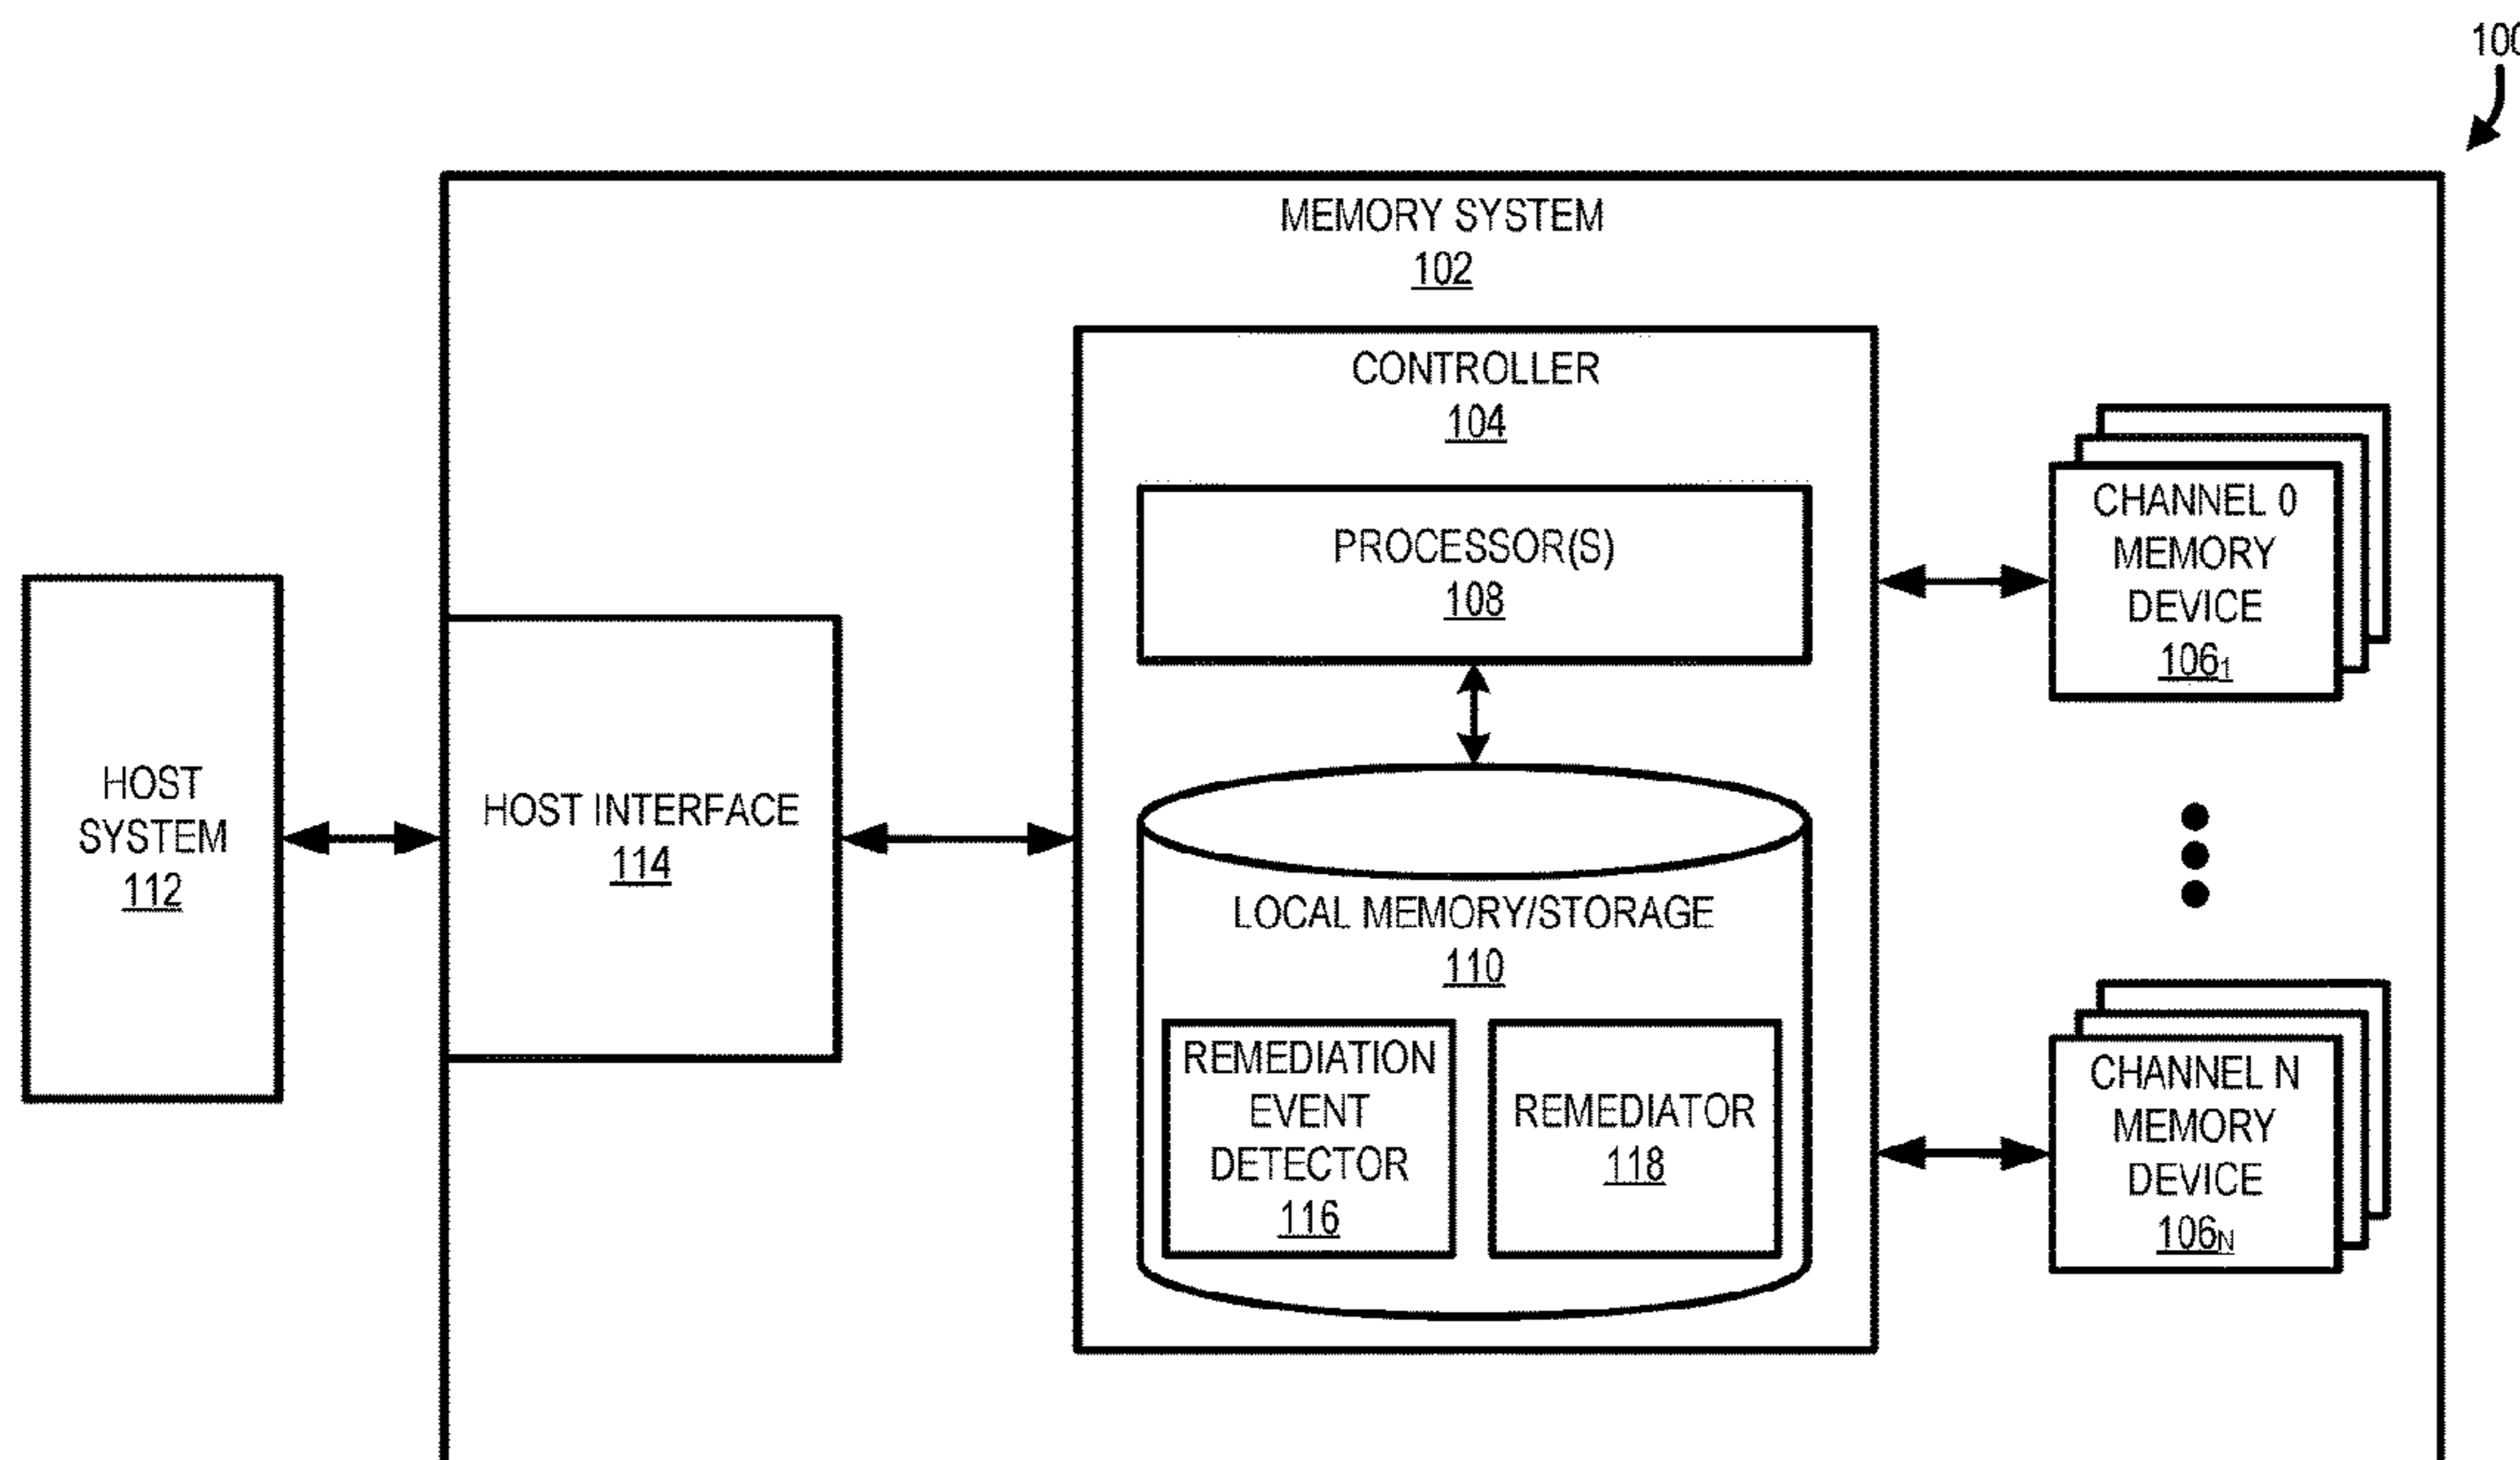 100
MEMORY SYSTEM
102
CONTROLLER
104
PROCESSOR(S)
108
CHANNEL 0
MEMORY
DEVICE
106₁
HOST
SYSTEM
112
HOST INTERFACE
114
LOCAL MEMORY/STORAGE
110
REMEDIATION
EVENT
DETECTOR
116
REMEDIATOR
118
CHANNEL N
MEMORY
DEVICE
106N